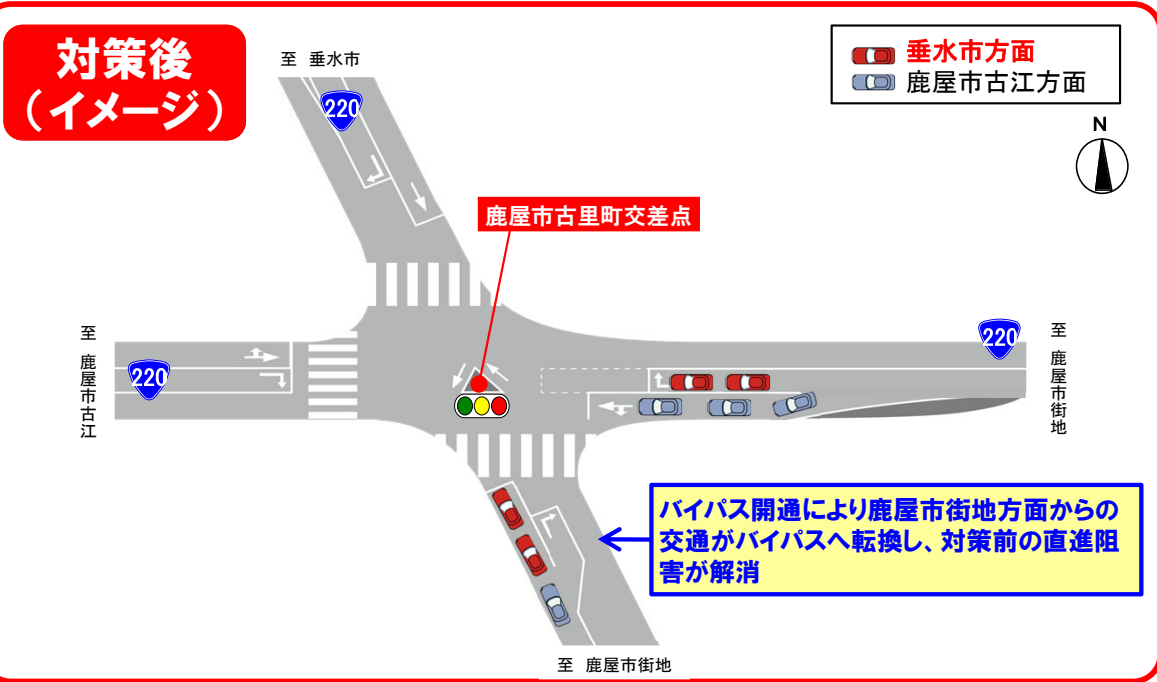 対策後
(イメージ)
至 垂水市
垂水市方面
鹿屋市古江方面
N
220
鹿屋市古里町交差点
至 鹿屋市古江
220
220
至 鹿屋市街地
バイパス開通により鹿屋市街地方面からの
交通がバイパスへ転換し、対策前の直進阻
害が解消
至 鹿屋市街地